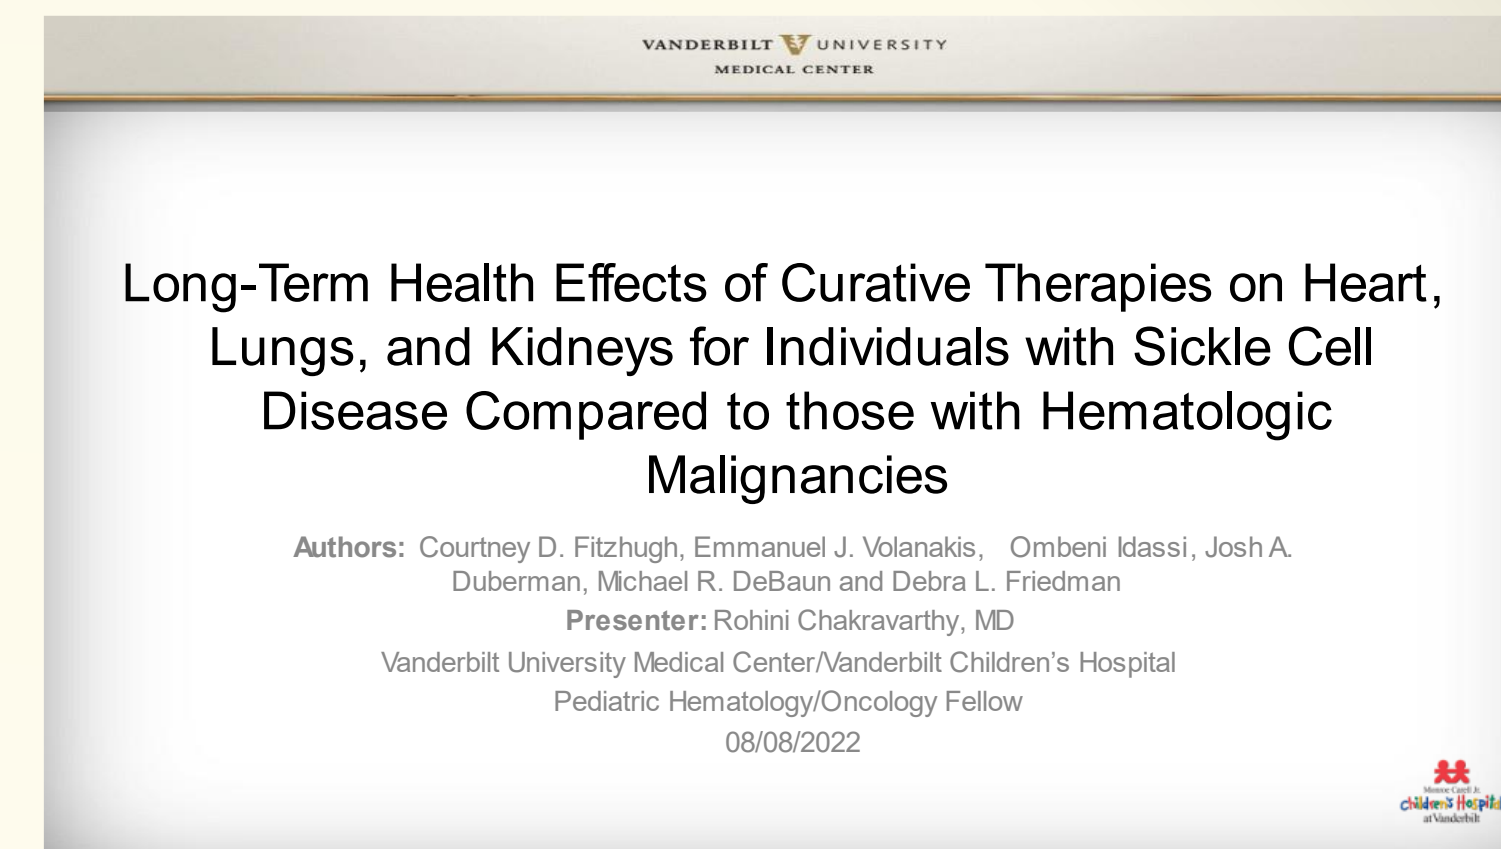 VANDERBILT UNIVERSITY
MEDICAL CENTER
Long-Term Health Effects of Curative Therapies on Heart,
Lungs, and Kidneys for Individuals with Sickle Cell
Disease Compared to those with Hematologic
Malignancies
Authors: Courtney D. Fitzhugh, Emmanuel J. Volanakis, Ombeni Idassi, Josh A.
Duberman, Michael R. DeBaun and Debra L. Friedman
Presenter: Rohini Chakravarthy, MD
Vanderbilt University Medical Center/Vanderbilt Children's Hospital
Pediatric Hematology/Oncology Fellow
08/08/2022
Monroe Carell Jr.
Children's Hospital
at Vanderbilt